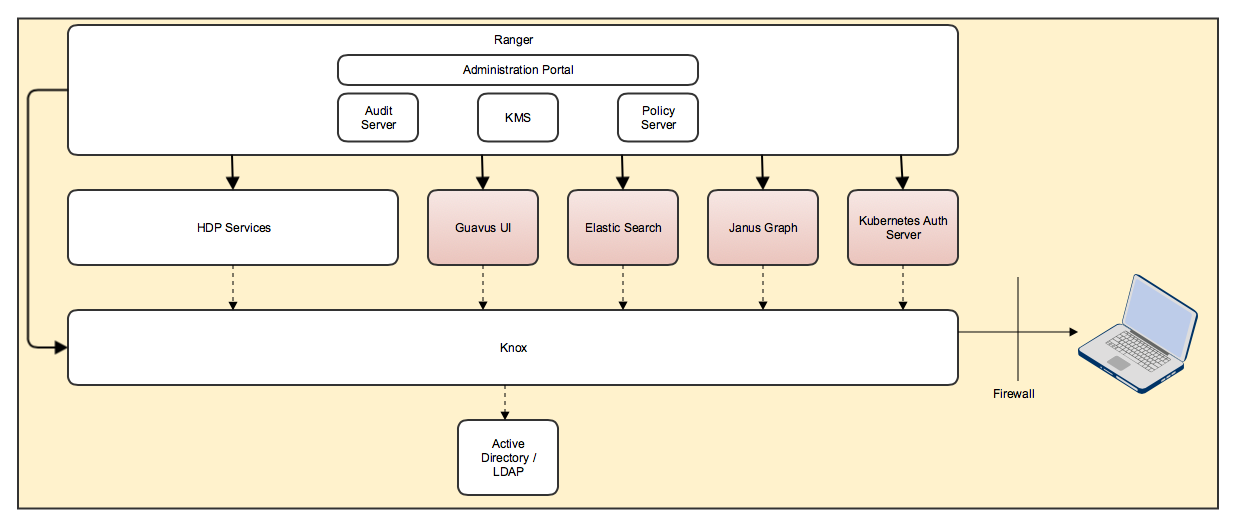 Ranger
Administration Portal
Audit
Server
KMS
Policy
Server
HDP Services
Guavus UI
Elastic Search
Janus Graph
Kubernetes Auth
Server
Knox
Firewall
Active
Directory /
LDAP